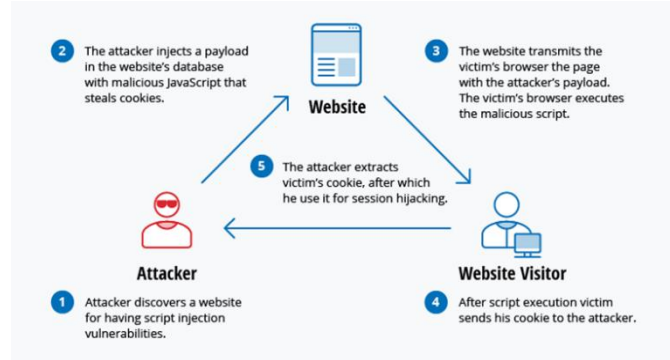 2
The attacker injects a payload
in the website's database
with malicious JavaScript that
steals cookies.
Website
3
The website transmits the
victim's browser the page
with the attacker's payload.
The victim's browser executes
the malicious script.
5
The attacker extracts
victim's cookie, after which
he use it for session hijacking.
Attacker
1
Attacker discovers a website
for having script injection
vulnerabilities.
Website Visitor
4
After script execution victim
sends his cookie to the attacker.